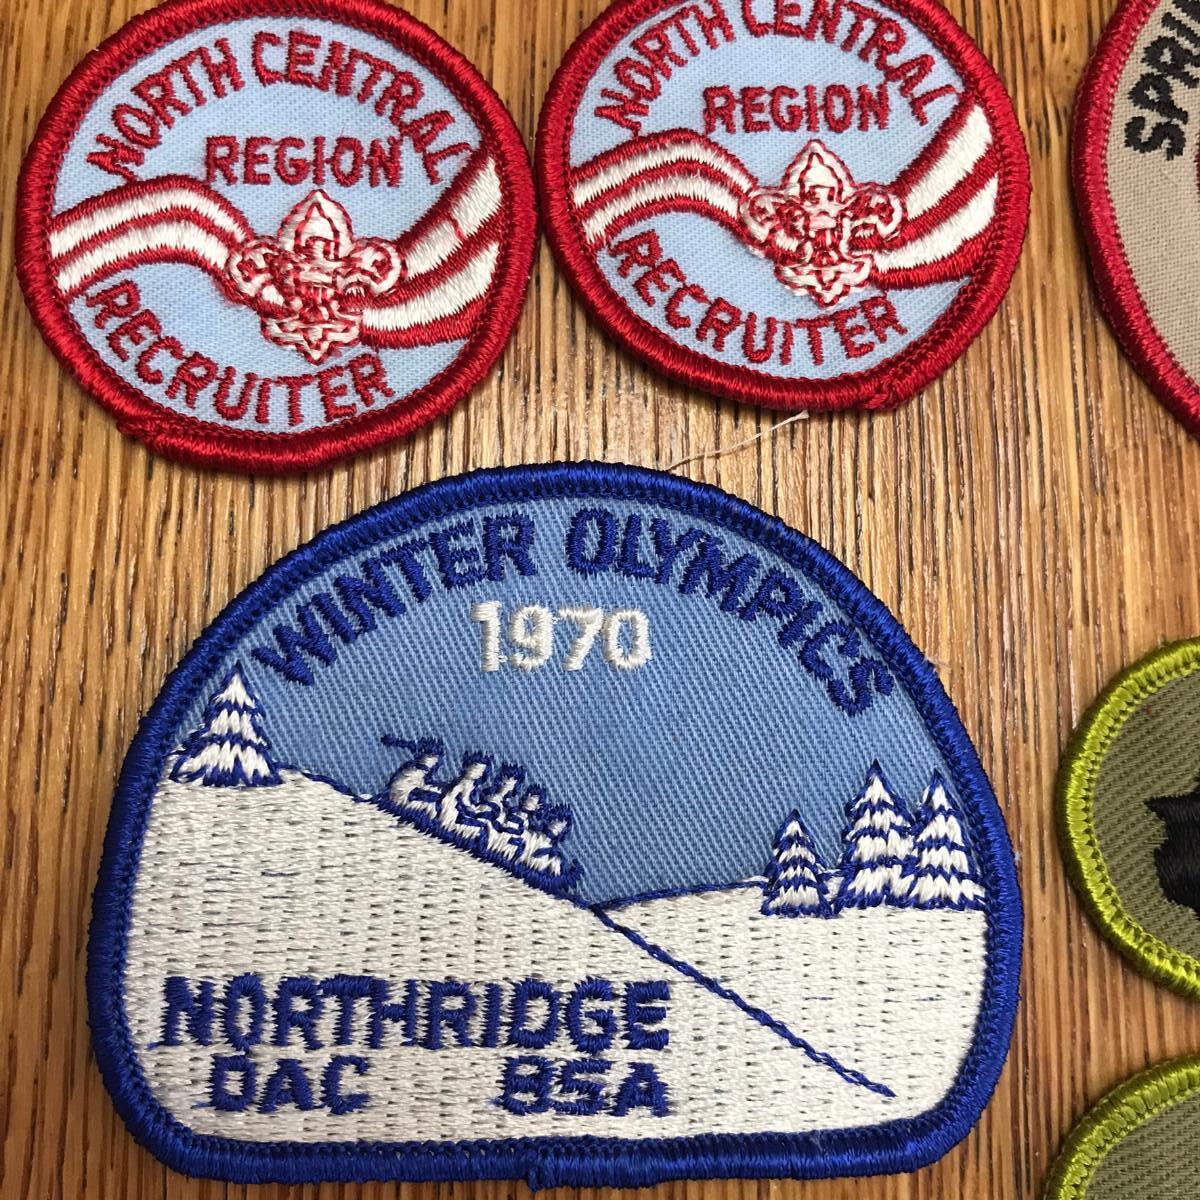 NORTH CENTRAL
REGION
RECRUITER
NORTH CENTRAL
REGION
RECRUITER
WINTER OLYMPICS
1970
NORTHRIDGE
DAC BSA